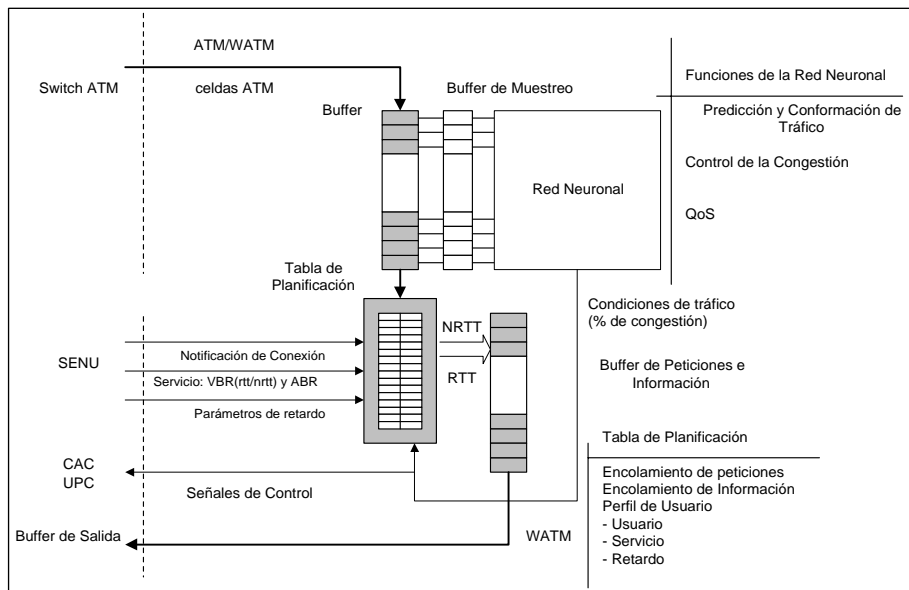 ATM/WATM
Switch ATM
celdas ATM
Buffer de Muestreo
Buffer
Funciones de la Red Neuronal
Predicción y Conformación de
Tráfico
Control de la Congestión
Red Neuronal
QoS
Tabla de
Planificación
Condiciones de tráfico
(% de congestión)
NRTT
RTT
SENU
Notificación de Conexión
Servicio: VBR(rtt/nrtt) y ABR
Parámetros de retardo
Buffer de Peticiones e
Información
Tabla de Planificación
CAC
UPC
Señales de Control
Encolamiento de peticiones
Encolamiento de Información
Perfil de Usuario
- Usuario
- Servicio
- Retardo
Buffer de Salida
WATM